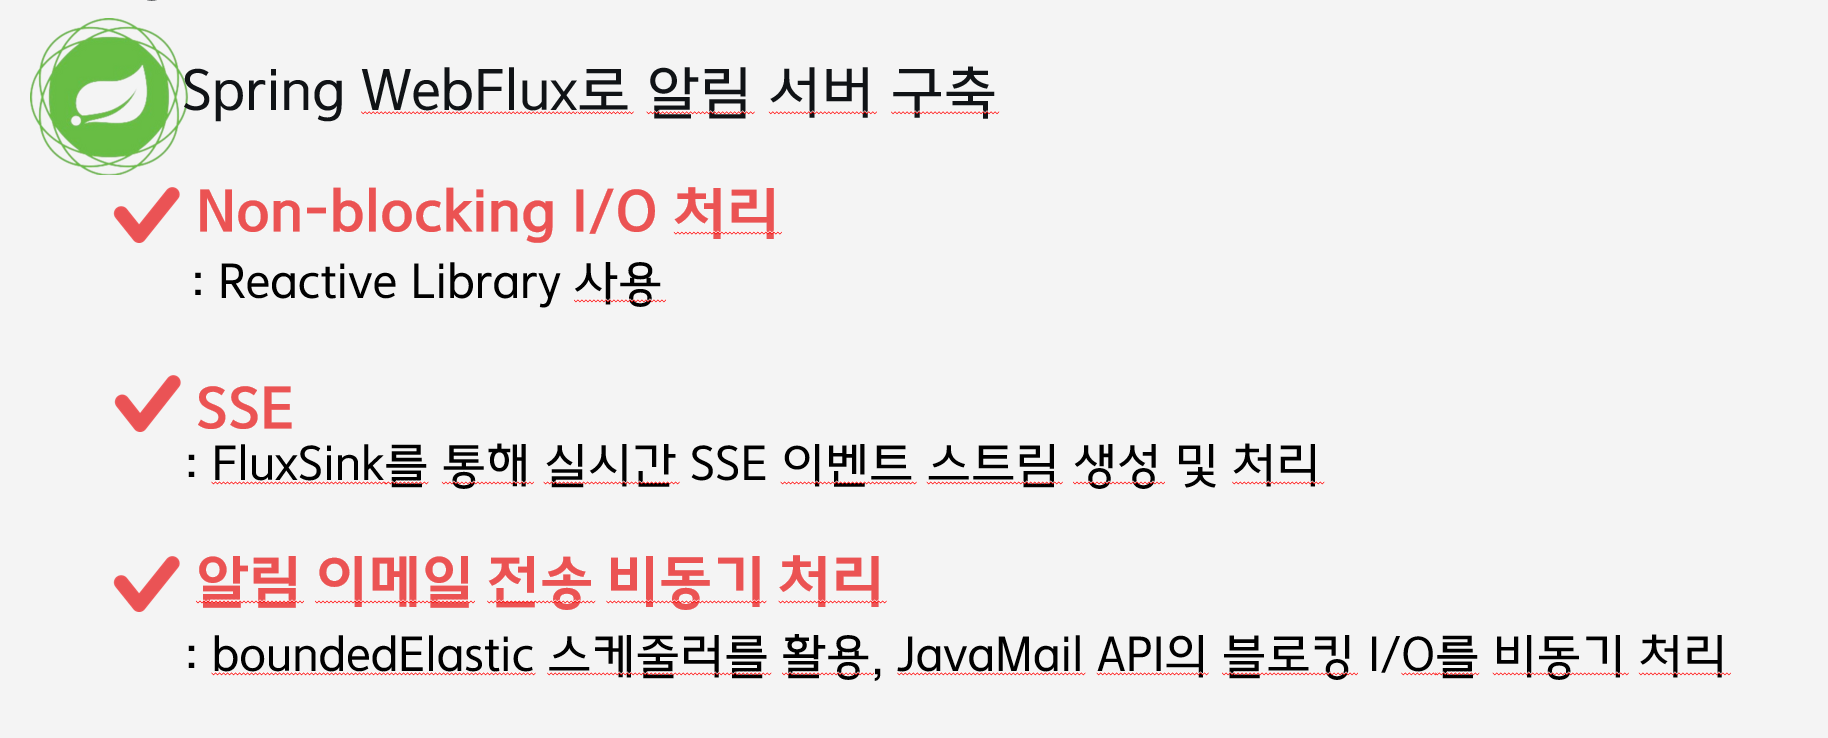 Spring WebFlux로 알림 서버 구축
Non-blocking I/O 처리
: Reactive Library 사용
SSE
: FluxSink를 통해 실시간 SSE 이벤트 스트림 생성 및 처리
알림 이메일 전송 비동기 처리
: boundedElastic 스케줄러를 활용, JavaMail API의 블로킹 I/O를 비동기 처리